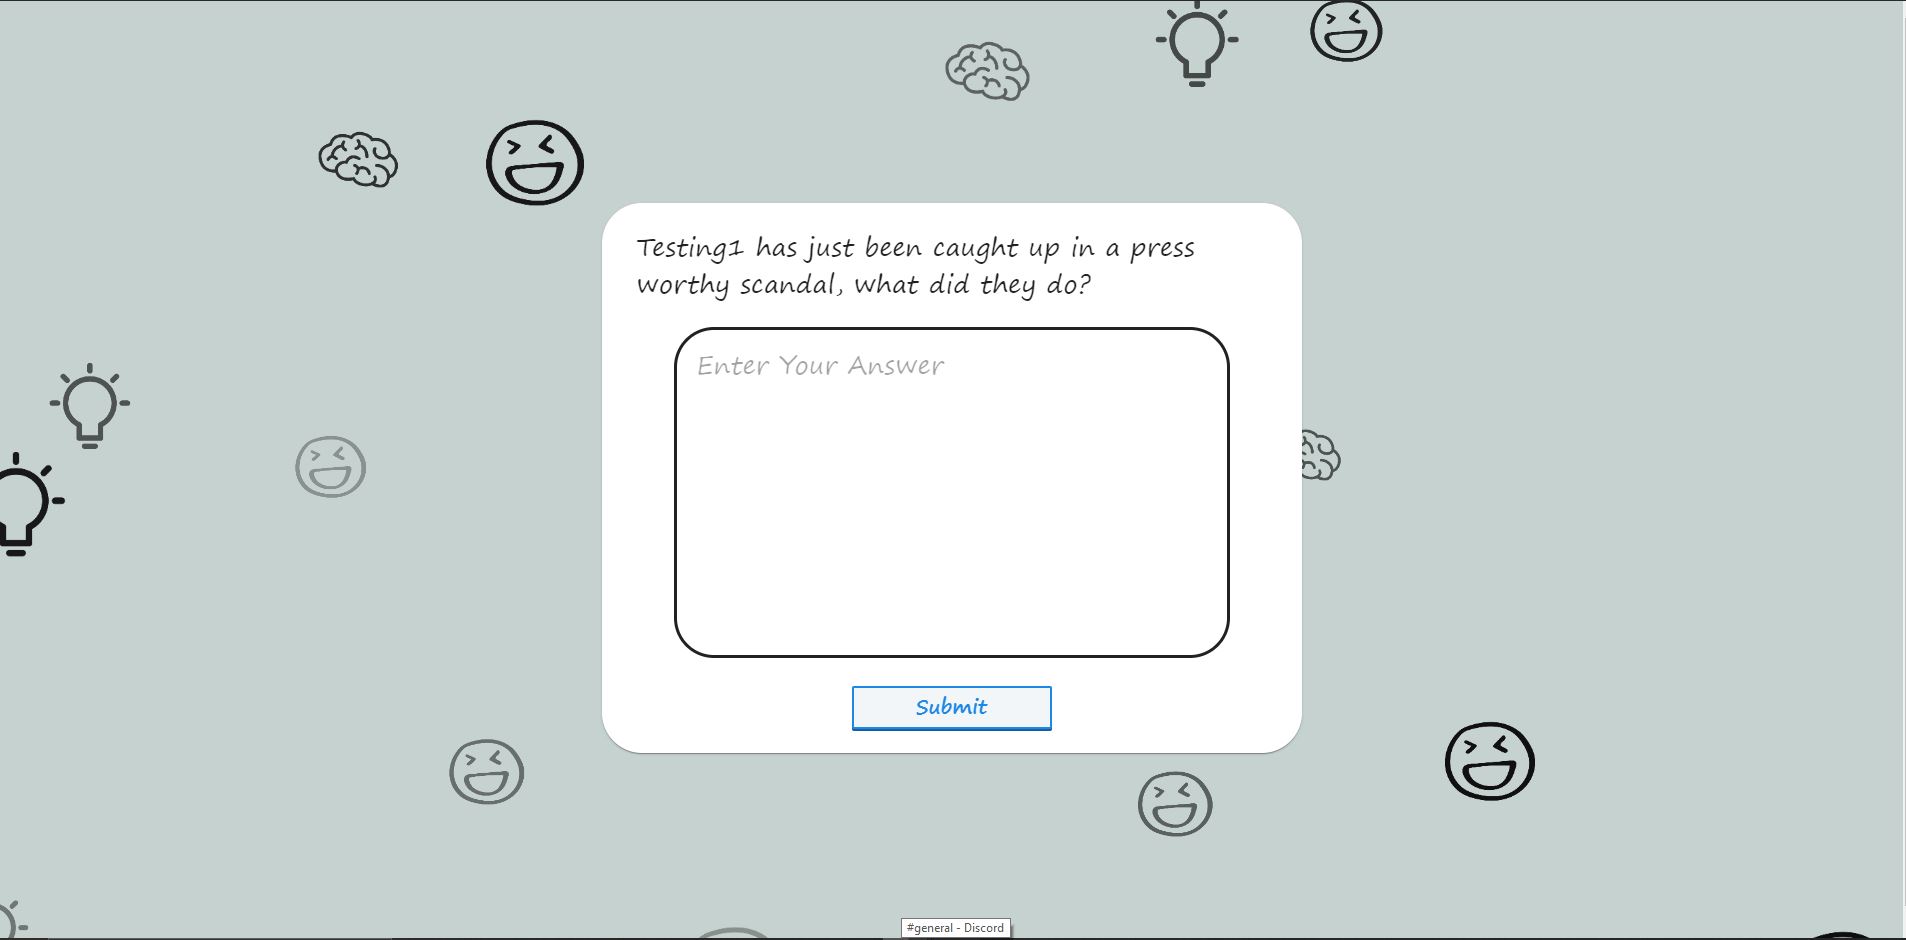 Testing1 has just been caught up in a press
worthy scandal, what did they do?
Enter Your Answer
Submit
#general - Discord